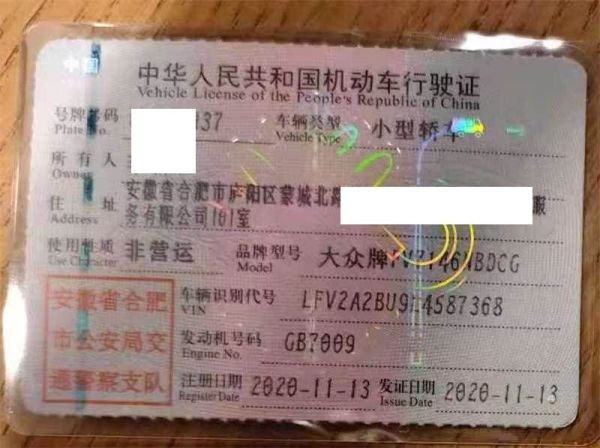 中国
中华人民共和国机动车行驶证
Vehicle License of the People's Republic of China
号牌号码 37 车辆类型 小型轿车
Plate No. Vehicle Type
所有人
Owner
住址 安徽省合肥市庐阳区蒙城北路 服
Address 务有限公司101室
使用性质 非营运 品牌型号 大众牌
Use Character Model
安徽省合肥 车辆识别代号 LFV2A2BU9L4587368
VIN
市公安局交 发动机号码 GB7009
Engine No.
通警察支队 注册日期 2020-11-13 发证日期 2020-11-13
Register Date Issue Date